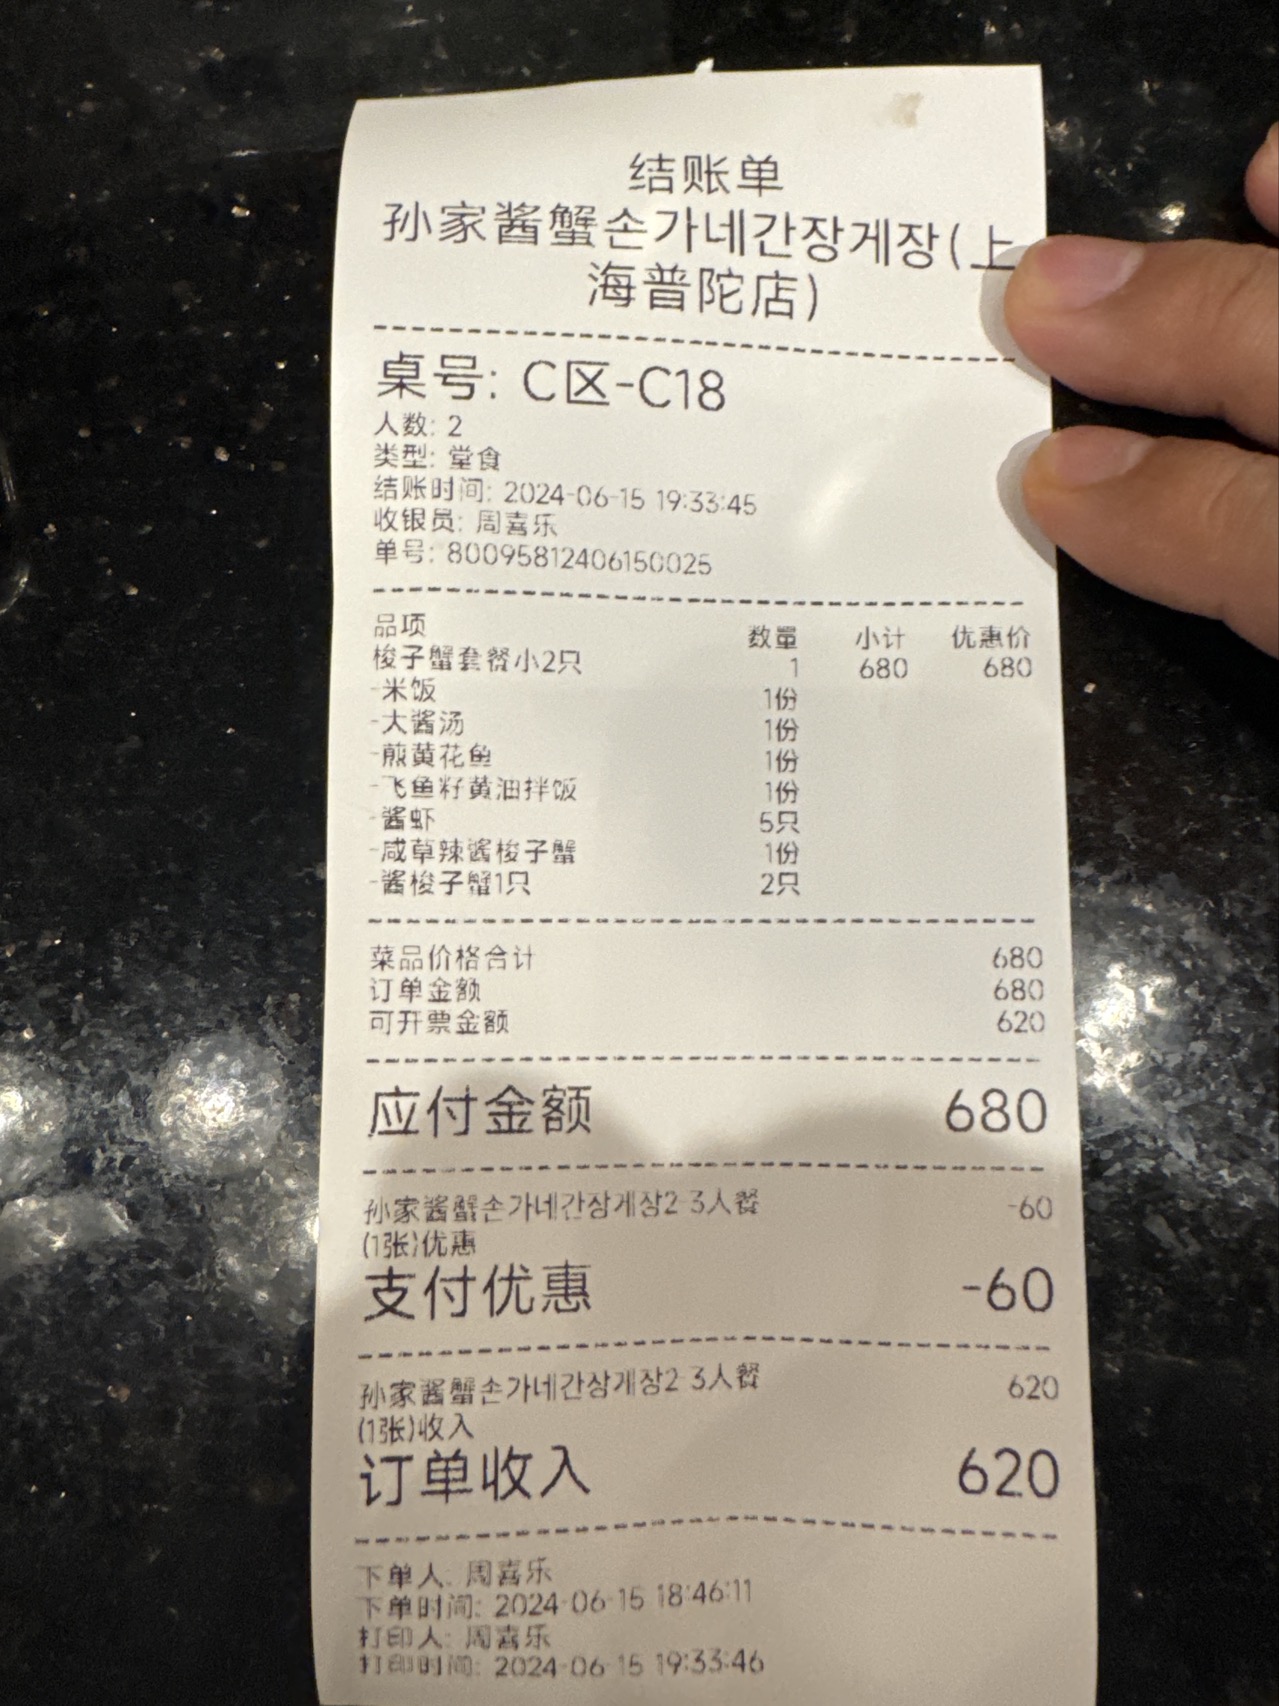 结账单
孙家酱蟹손가네간장게장(上
海普陀店)
桌号: C区-C18
人数: 2
类型: 堂食
结账时间: 2024-06-15 19:33:45
收银员: 周喜乐
单号: 80095812406150025
品项 数量 小计 优惠价
梭子蟹套餐小2只 1 680 680
-米饭 1份
-大酱汤 1份
-煎黄花鱼 1份
-飞鱼籽黄油拌饭 1份
-酱虾 5只
-咸草辣酱梭子蟹 1份
-酱梭子蟹1只 2只
菜品价格合计 680
订单金额 680
可开票金额 620
应付金额 680
孙家酱蟹손가네간장게장2-3人餐 -60
(1张)优惠
支付优惠 -60
孙家酱蟹손가네간장게장2-3人餐 620
(1张)收入
订单收入 620
下单人: 周喜乐
下单时间: 2024-06-15 18:46:11
打印人: 周喜乐
打印时间: 2024-06-15 19:33:46